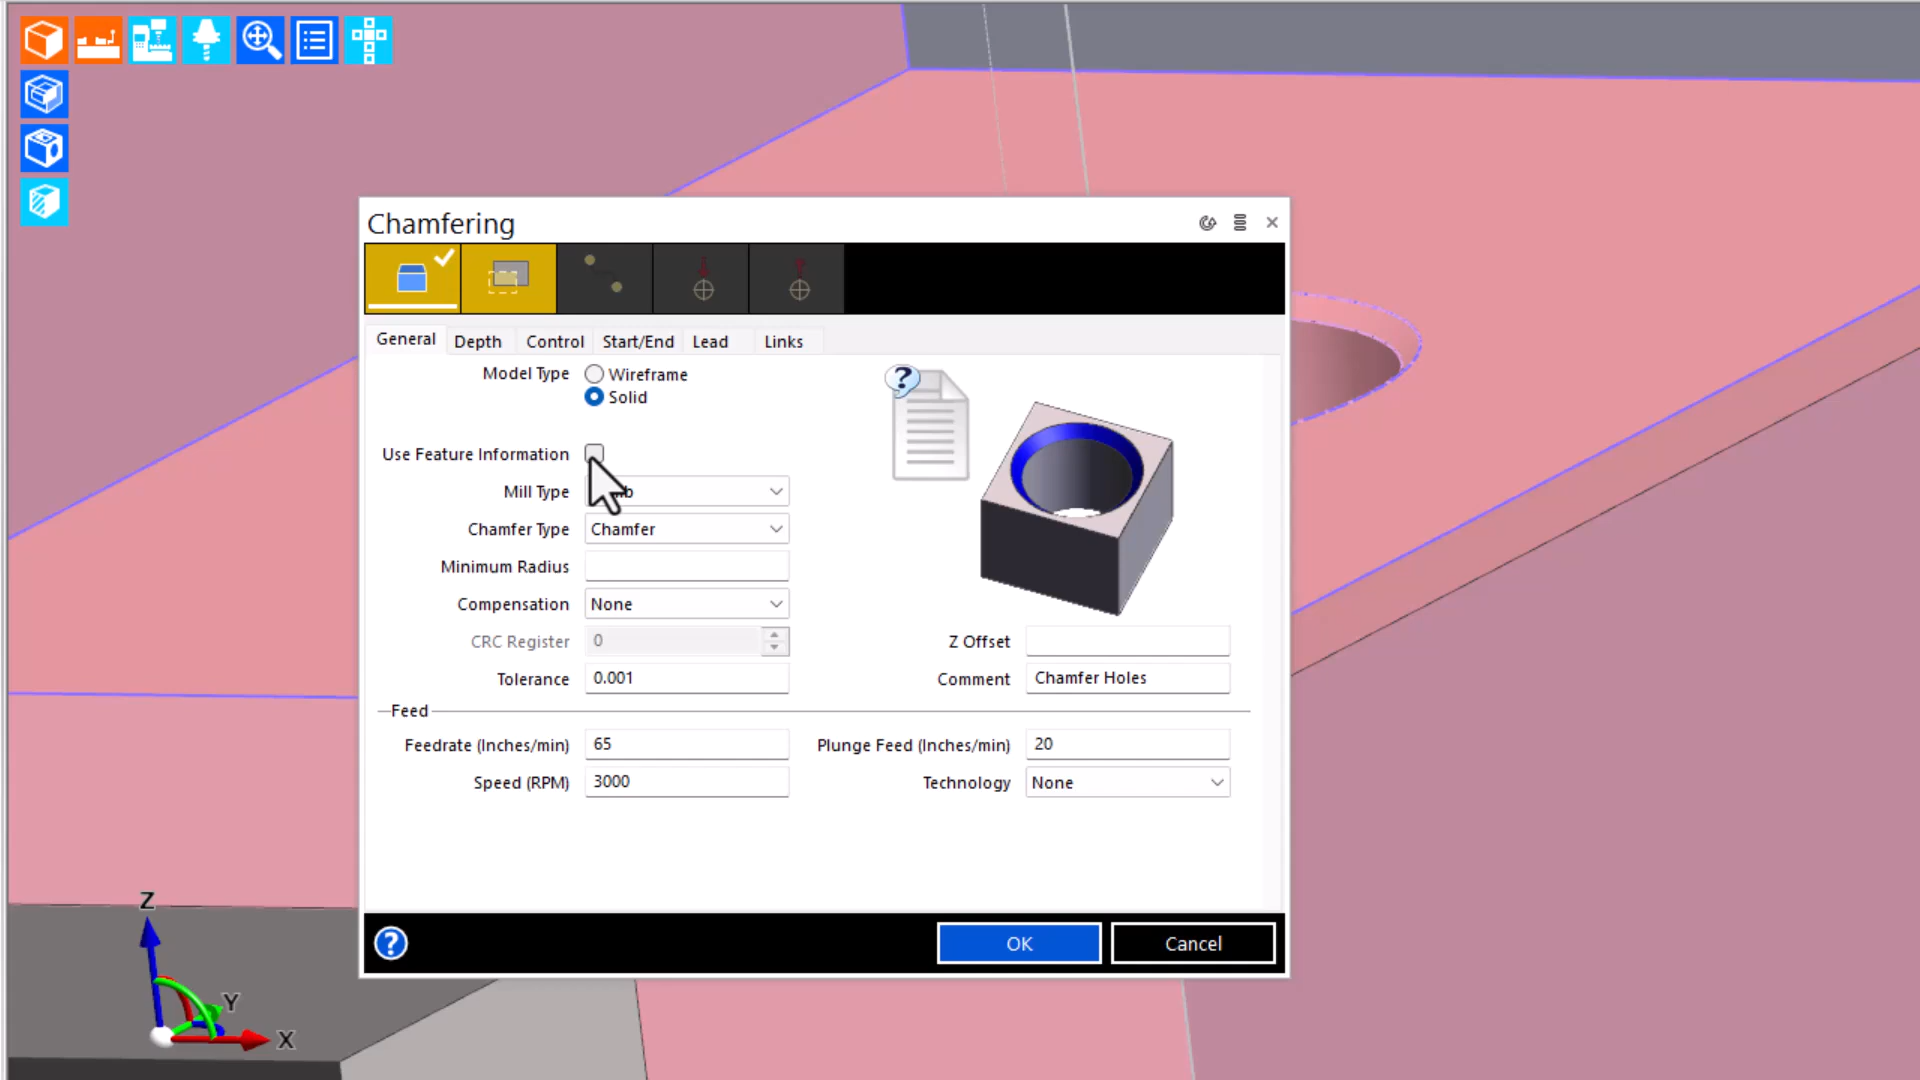 Chamfering
General Depth Control Start/End Lead Links
Model Type Wireframe
Solid
?
Use Feature Information
Mill Type
Chamfer Type Chamfer
Minimum Radius
Compensation None
CRC Register 0 Z Offset
Tolerance 0.001 Comment Chamfer Holes
Feed
Feedrate (Inches/min) 65 Plunge Feed (Inches/min) 20
Speed (RPM) 3000 Technology None
? OK Cancel
Z
Y
X